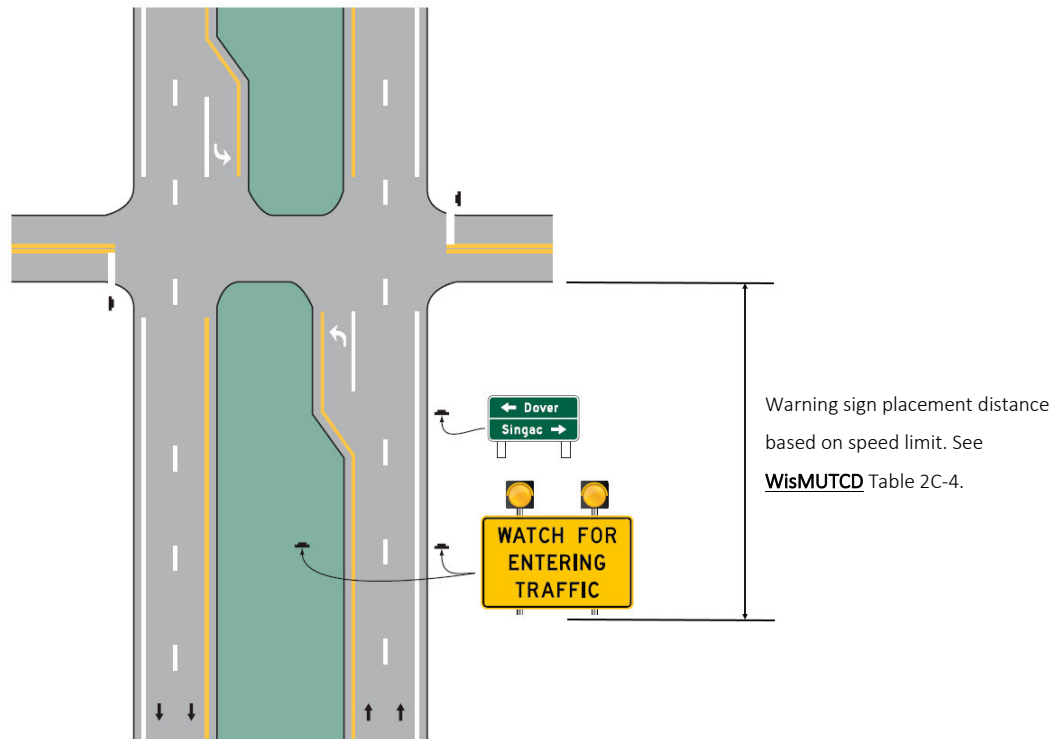 ← Dover
Singac →
WATCH FOR
ENTERING
TRAFFIC
Warning sign placement distance
based on speed limit. See
WisMUTCD Table 2C-4.